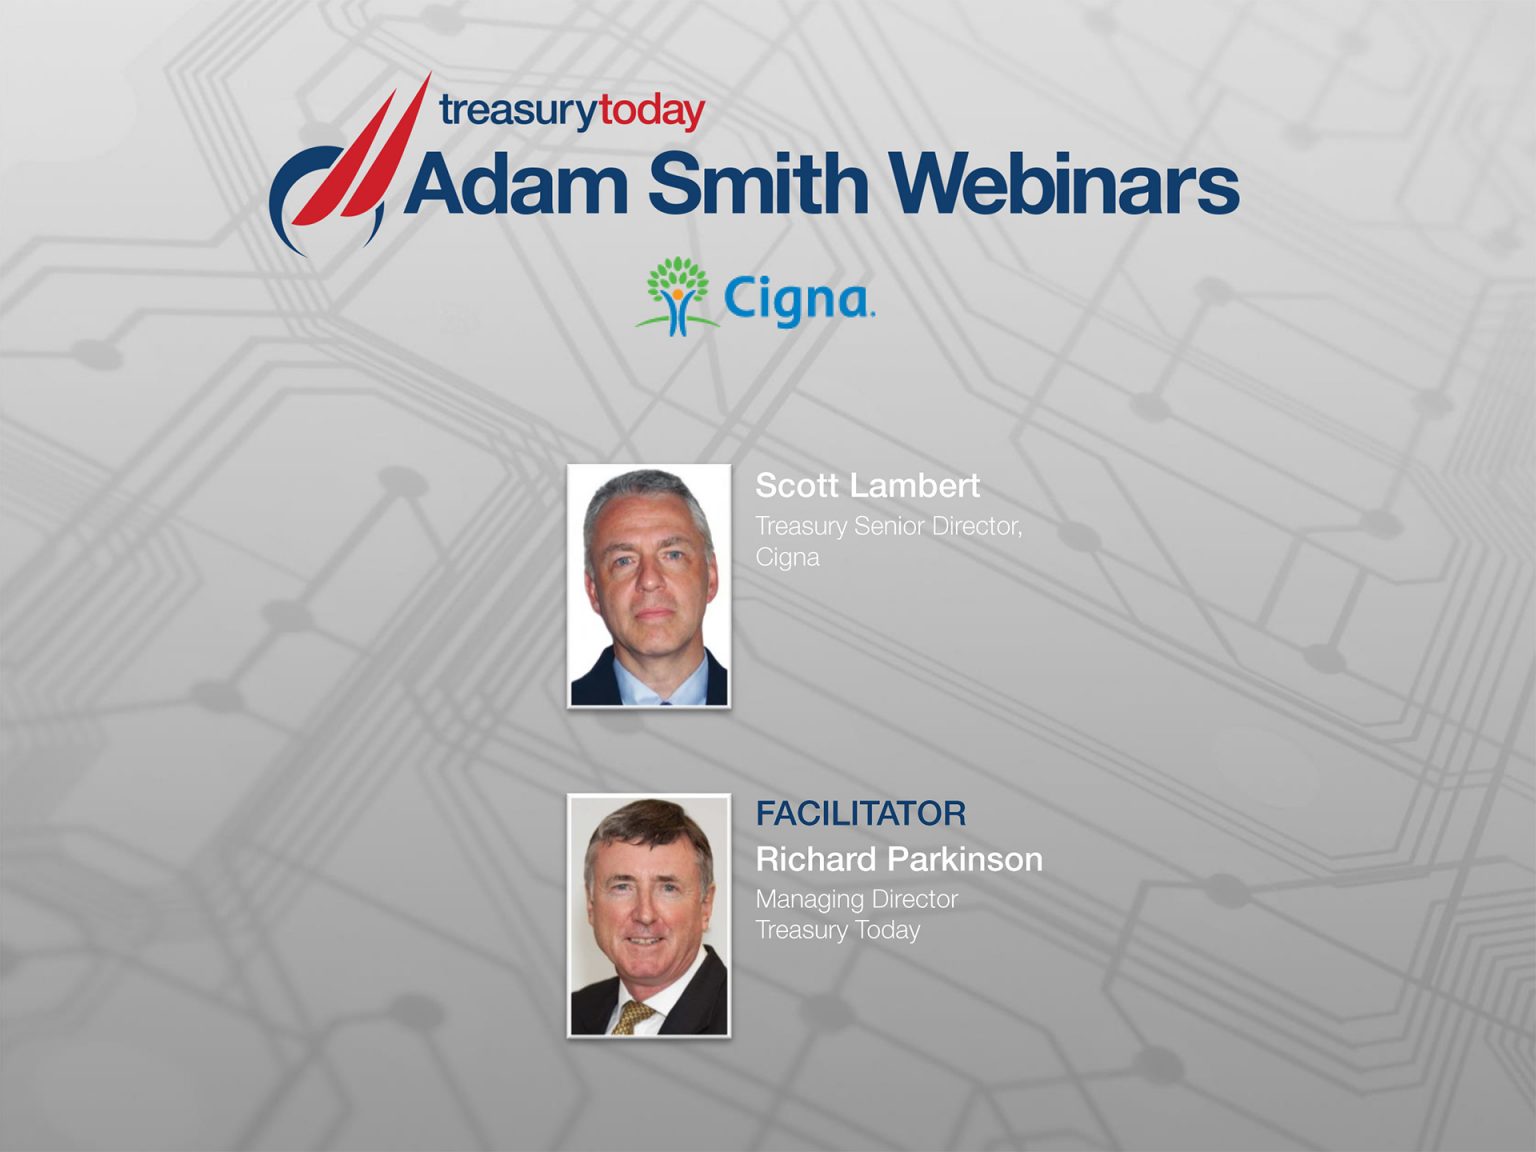 treasurytoday
Adam Smith Webinars
Cigna.
Scott Lambert
Treasury Senior Director,
Cigna
FACILITATOR
Richard Parkinson
Managing Director
Treasury Today